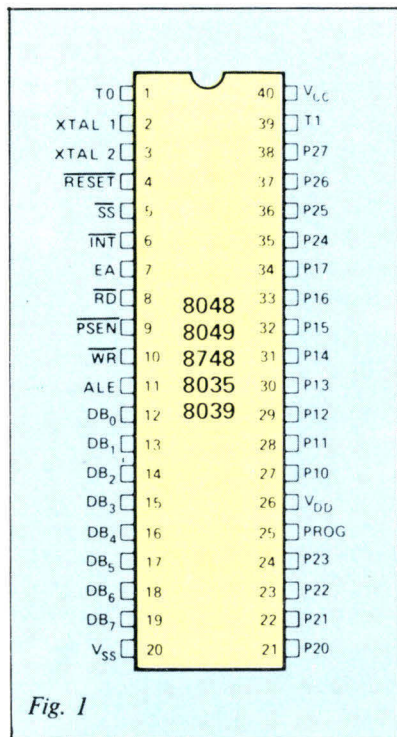 T0 1 40 VCC
XTAL 1 2 39 T1
XTAL 2 3 38 P27
RESET 4 37 P26
SS 5 36 P25
INT 6 35 P24
EA 7 34 P17
RD 8 33 P16
PSEN 9 32 P15
WR 10 31 P14
ALE 11 30 P13
DB0 12 29 P12
DB1 13 28 P11
DB2 14 27 P10
DB3 15 26 VDD
DB4 16 25 PROG
DB5 17 24 P23
DB6 18 23 P22
DB7 19 22 P21
VSS 20 21 P20
8048
8049
8748
8035
8039
Fig. 1